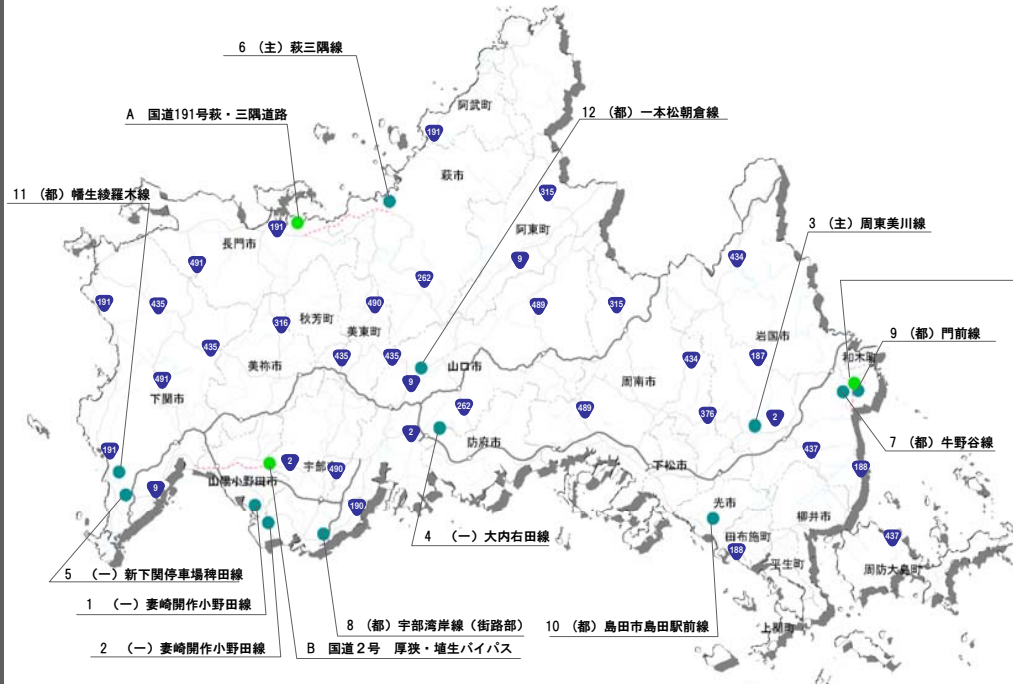 6 (主)萩三隅線
阿武町
A 国道191号萩・三隅道路
12 (都)一本松朝倉線
191
萩市
11 (都)幡生綾羅木線
315
191
長門市
阿東町
3 (主)周東美川線
491
9
434
262
191
435
490
489
315
316
秋芳町
美東町
岩国市
9 (都)門前線
435
435
435
和木町
美祢市
山口市
434
187
491
9
周南市
下関市
262
489
376
2
191
2
防府市
7 (都)牛野谷線
437
2
宇部市
490
下松市
188
山陽小野田市
9
190
光市
柳井市
4 (一)大内右田線
田布施町
437
188
平生町
周防大島町
5 (一)新下関停車場稗田線
1 (一)妻崎開作小野田線
8 (都)宇部湾岸線(街路部)
10 (都)島田市島田駅前線
上関町
2 (一)妻崎開作小野田線
B 国道2号 厚狭・埴生バイパス